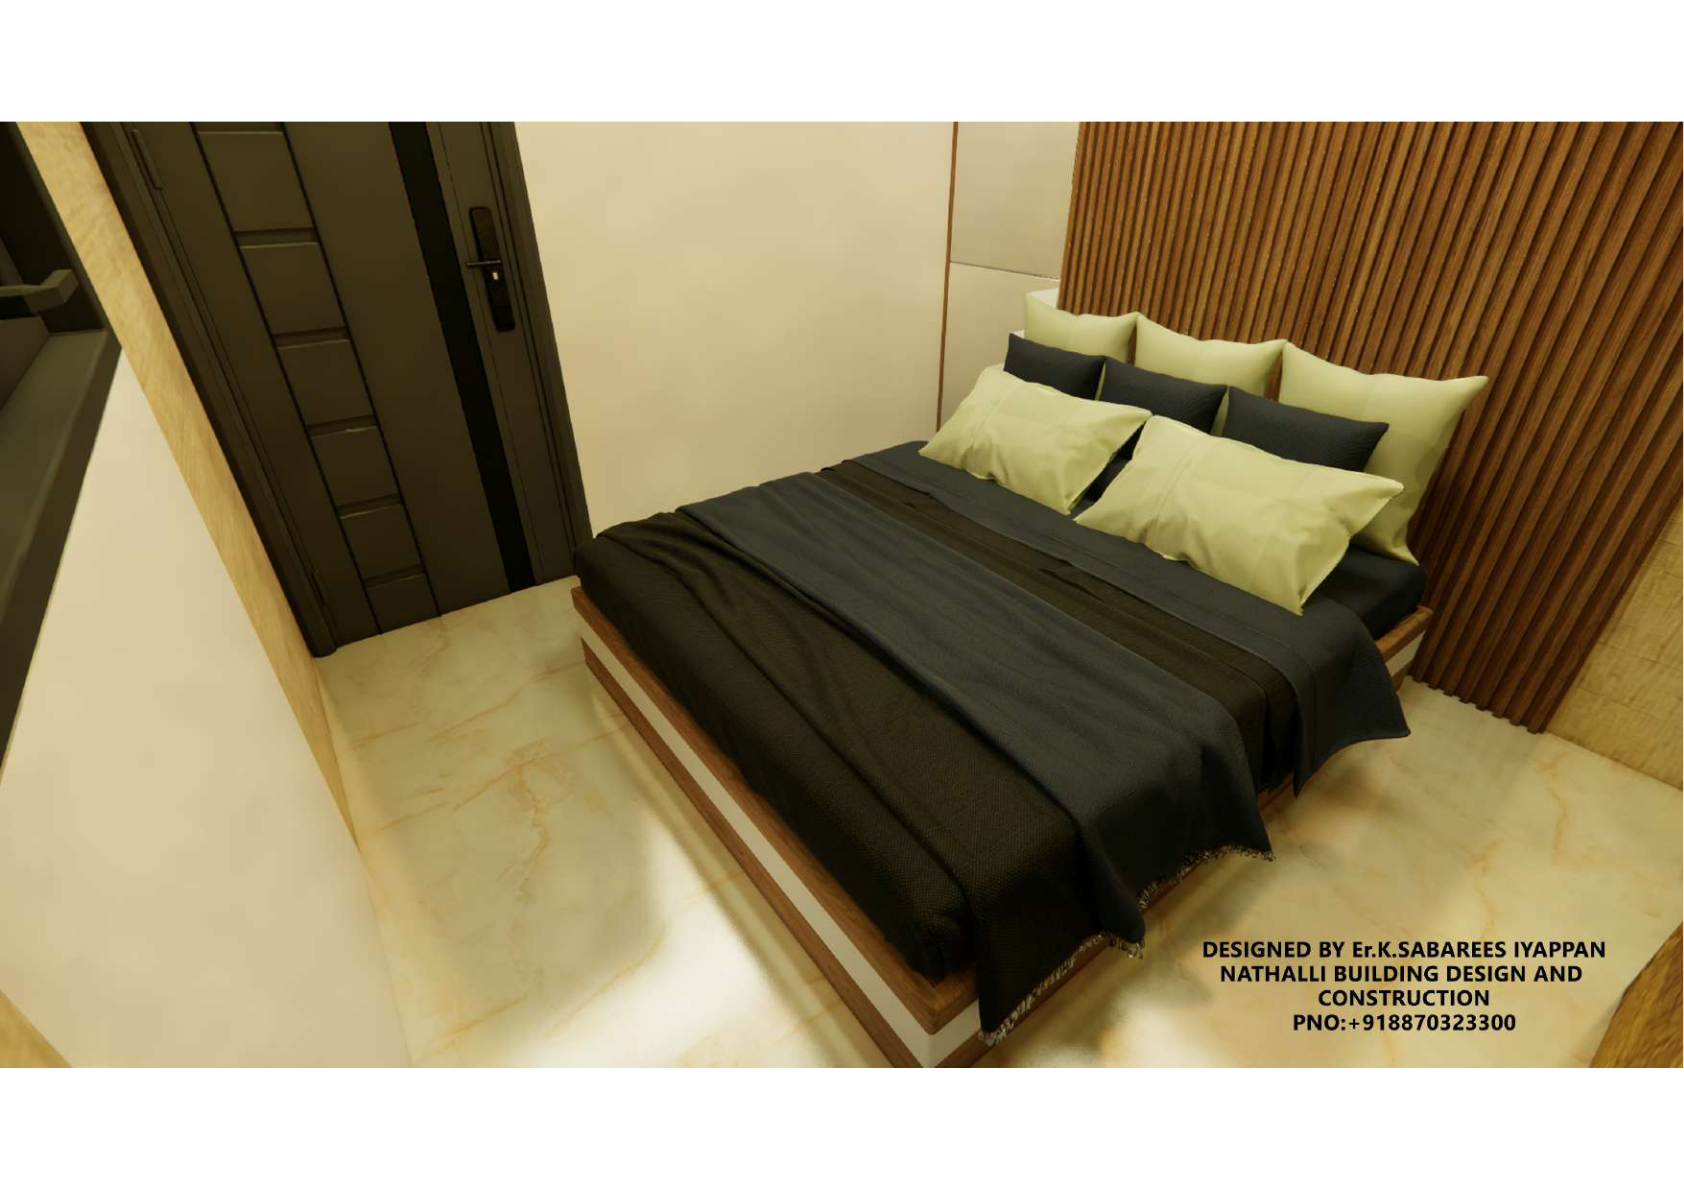 DESIGNED BY Er.K.SABAREES IYAPPAN
NATHALLI BUILDING DESIGN AND
CONSTRUCTION
PNO:+918870323300